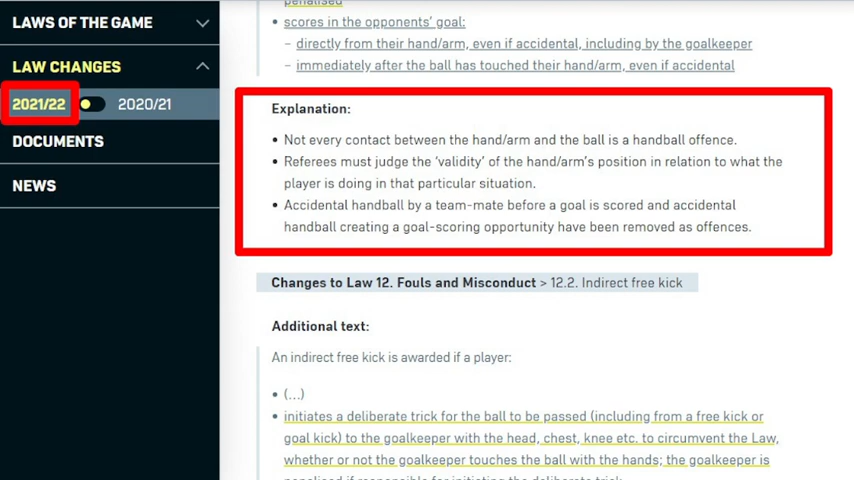 LAWS OF THE GAME
LAW CHANGES
2021/22
2020/21
DOCUMENTS
NEWS
penalised
• scores in the opponents' goal:
– directly from their hand/arm, even if accidental, including by the goalkeeper
– immediately after the ball has touched their hand/arm, even if accidental
Explanation:
• Not every contact between the hand/arm and the ball is a handball offence.
• Referees must judge the 'validity' of the hand/arm's position in relation to what the
player is doing in that particular situation.
• Accidental handball by a team-mate before a goal is scored and accidental
handball creating a goal-scoring opportunity have been removed as offences.
Changes to Law 12. Fouls and Misconduct > 12.2. Indirect free kick
Additional text:
An indirect free kick is awarded if a player:
• (...)
• initiates a deliberate trick for the ball to be passed (including from a free kick or
goal kick) to the goalkeeper with the head, chest, knee etc. to circumvent the Law,
whether or not the goalkeeper touches the ball with the hands; the goalkeeper is
penalised if responsible for initiating the deliberate trick